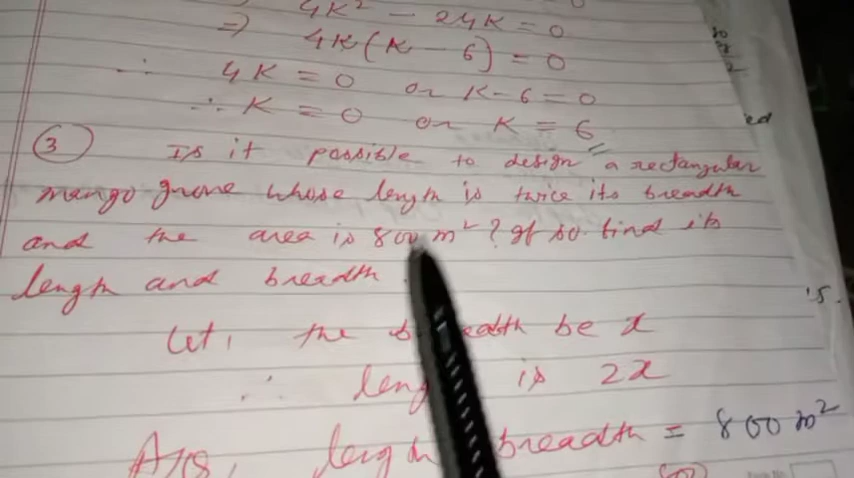 4K² - 24K = 0
⇒ 4K(K - 6) = 0
∴ 4K = 0 or K-6=0
∴ K = 0 or K = 6
③ Is it possible to design a rectangular
mango grove whose length is twice its breadth
and the area is 800 m²? If so find its
length and breadth.
Let, the breadth be x
∴ length is 2x
A/S, length breadth = 800 m²